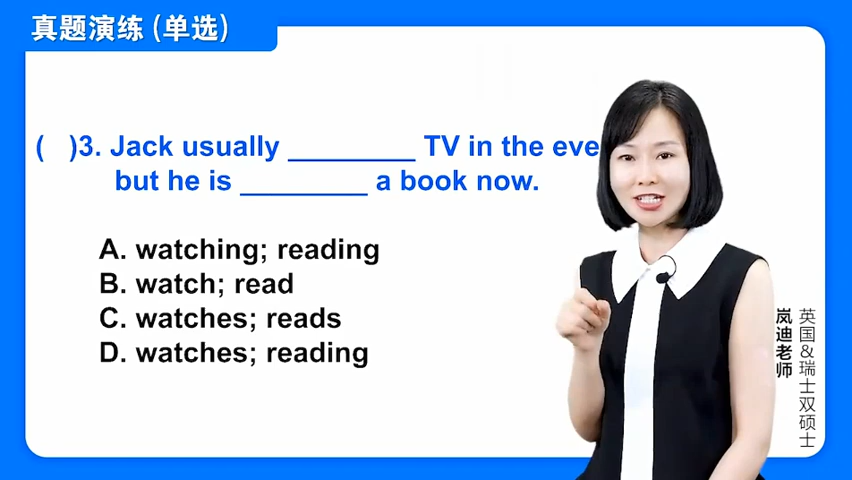 真题演练 (单选)
( )3. Jack usually ________ TV in the eve
but he is ________ a book now.
A. watching; reading
B. watch; read
C. watches; reads
D. watches; reading
英国&瑞士双硕士
岚迪老师